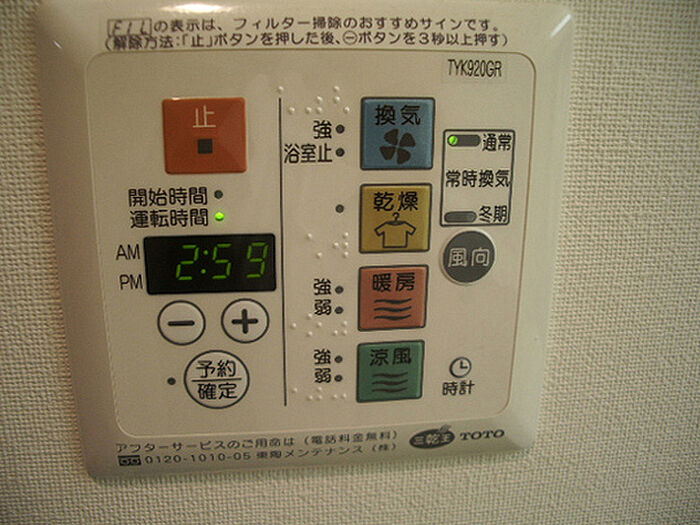 FILの表示は、フィルター掃除のおすすめサインです。
(解除方法:「止」ボタンを押した後、⊖ボタンを3秒以上押す)
TYK920GR
止
強
浴室止
換気
通常
常時換気
冬期
開始時間
運転時間
乾燥
風向
AM
PM
2:59
強
弱
暖房
− +
予約
確定
強
弱
涼風
時計
アフターサービスのご用命は(電話料金無料)
0120-1010-05 東陶メンテナンス(株)
三乾王 TOTO